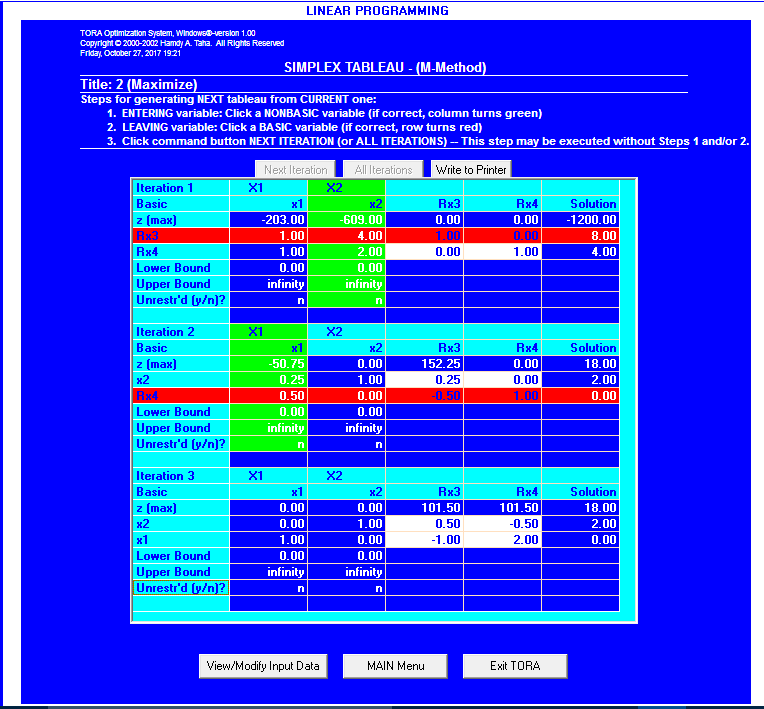 LINEAR PROGRAMMING
TORA Optimization System, Windows®-version 1.00
Copyright © 2000-2002 Hamdy A. Taha. All Rights Reserved
Friday, October 27, 2017 19:21
SIMPLEX TABLEAU - (M-Method)
Title: 2 (Maximize)
Steps for generating NEXT tableau from CURRENT one:
1. ENTERING variable: Click a NONBASIC variable (if correct, column turns green)
2. LEAVING variable: Click a BASIC variable (if correct, row turns red)
3. Click command button NEXT ITERATION (or ALL ITERATIONS) -- This step may be executed without Steps 1 and/or 2.
Next Iteration All Iterations Write to Printer
Iteration 1 X1 X2
Basic x1 x2 Rx3 Rx4 Solution
z (max) -203.00 -609.00 0.00 0.00 -1200.00
Rx3 1.00 4.00 1.00 0.00 8.00
Rx4 1.00 2.00 0.00 1.00 4.00
Lower Bound 0.00 0.00
Upper Bound infinity infinity
Unrestr'd (y/n)? n n
Iteration 2 X1 X2
Basic x1 x2 Rx3 Rx4 Solution
z (max) -50.75 0.00 152.25 0.00 18.00
x2 0.25 1.00 0.25 0.00 2.00
Rx4 0.50 0.00 -0.50 1.00 0.00
Lower Bound 0.00 0.00
Upper Bound infinity infinity
Unrestr'd (y/n)? n n
Iteration 3 X1 X2
Basic x1 x2 Rx3 Rx4 Solution
z (max) 0.00 0.00 101.50 101.50 18.00
x2 0.00 1.00 0.50 -0.50 2.00
x1 1.00 0.00 -1.00 2.00 0.00
Lower Bound 0.00 0.00
Upper Bound infinity infinity
Unrestr'd (y/n)? n n
View/Modify Input Data MAIN Menu Exit TORA